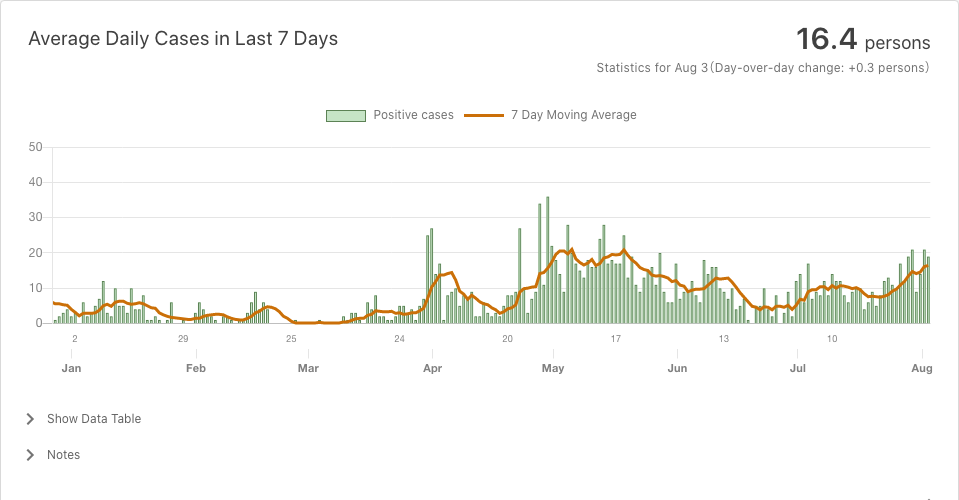 Average Daily Cases in Last 7 Days
16.4 persons
Statistics for Aug 3(Day-over-day change: +0.3 persons)
Positive cases
7 Day Moving Average
50
40
30
20
10
0
2 29 25 24 20 17 13 10
Jan Feb Mar Apr May Jun Jul Aug
Show Data Table
Notes